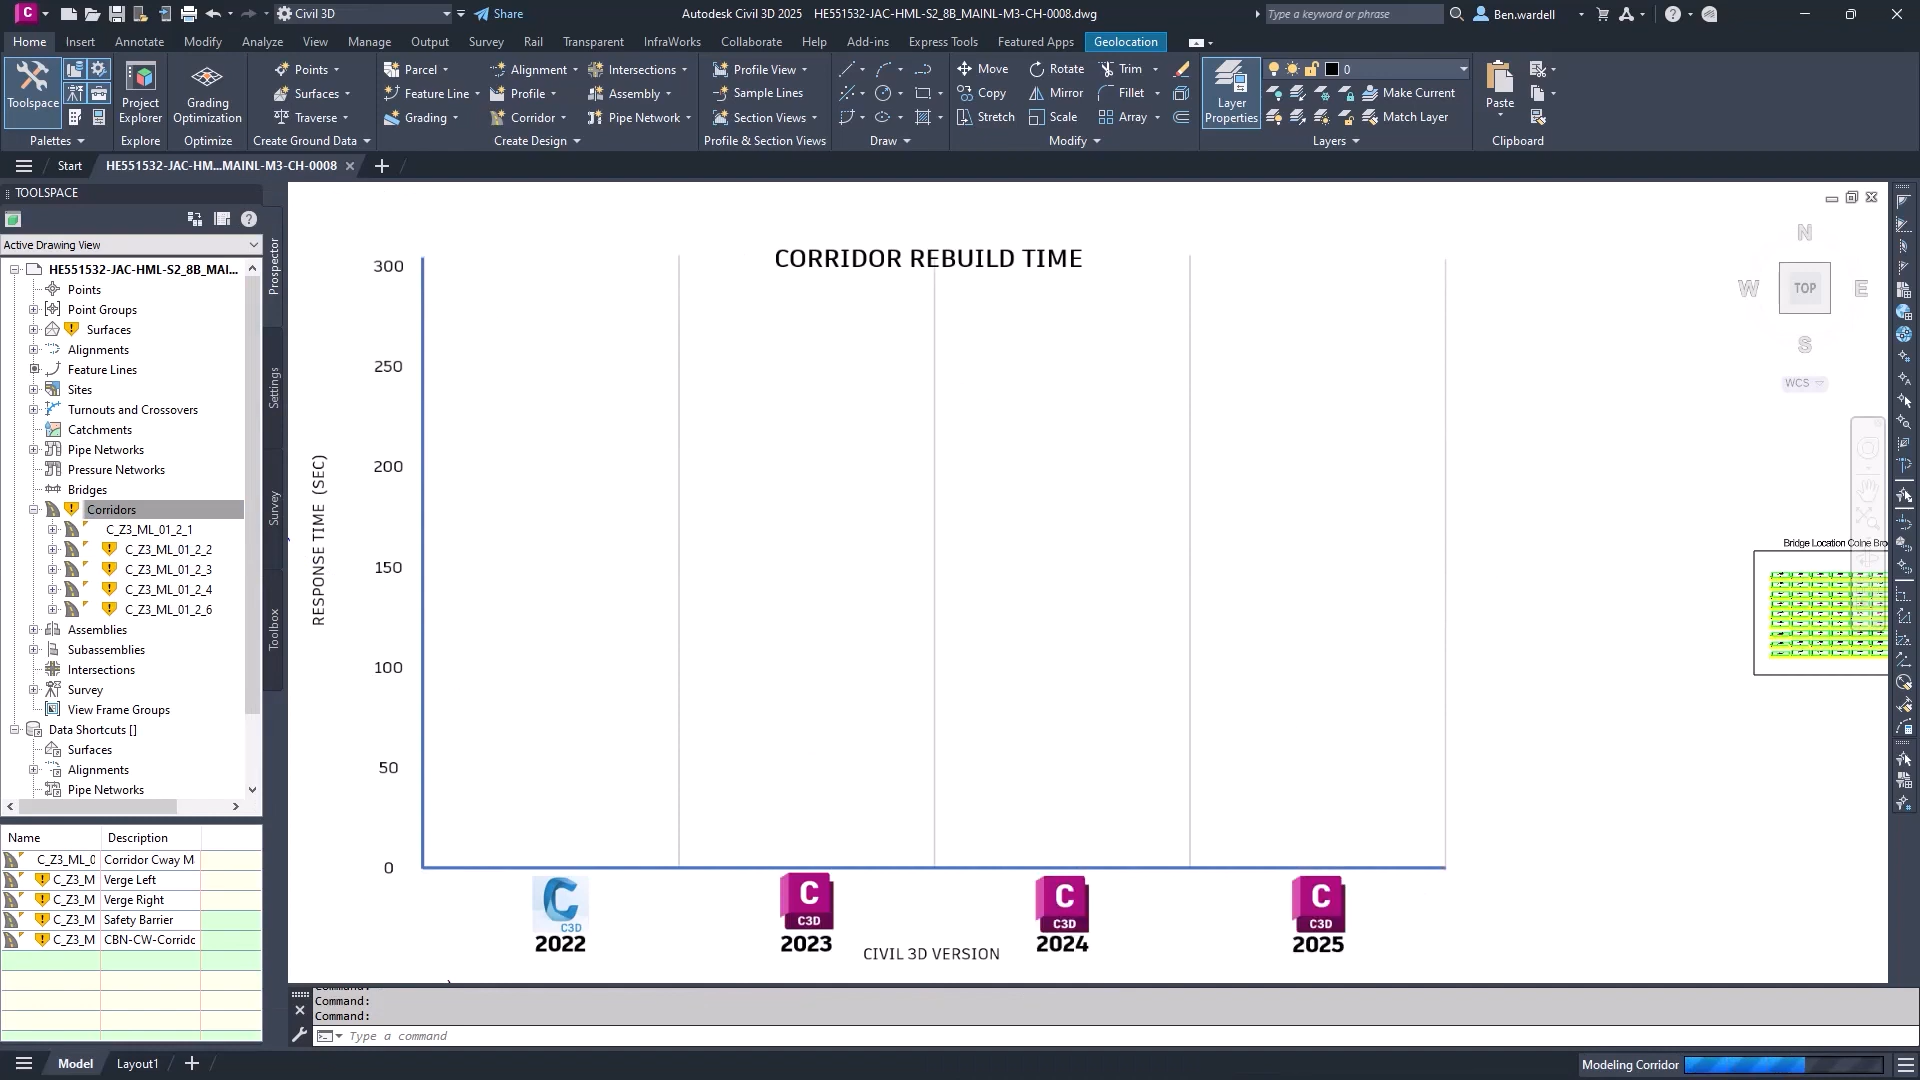 Civil 3D
Share
Autodesk Civil 3D 2025 HE551532-JAC-HML-S2_8B_MAINL-M3-CH-0008.dwg
Type a keyword or phrase
Ben.wardell
Home Insert Annotate Modify Analyze View Manage Output Survey Rail Transparent InfraWorks Collaborate Help Add-ins Express Tools Featured Apps Geolocation
Toolspace
Project Explorer
Grading Optimization
Points
Surfaces
Traverse
Parcel
Feature Line
Grading
Alignment
Profile
Corridor
Intersections
Assembly
Pipe Network
Profile View
Sample Lines
Section Views
Move
Copy
Stretch
Rotate
Mirror
Scale
Trim
Fillet
Array
Layer Properties
0
Make Current
Match Layer
Paste
Palettes Explore Optimize Create Ground Data Create Design Profile & Section Views Draw Modify Layers Clipboard
Start HE551532-JAC-HM...MAINL-M3-CH-0008
TOOLSPACE
Active Drawing View
HE551532-JAC-HML-S2_8B_MAI...
Points
Point Groups
Surfaces
Alignments
Feature Lines
Sites
Turnouts and Crossovers
Catchments
Pipe Networks
Pressure Networks
Bridges
Corridors
C_Z3_ML_01_2_1
C_Z3_ML_01_2_2
C_Z3_ML_01_2_3
C_Z3_ML_01_2_4
C_Z3_ML_01_2_6
Assemblies
Subassemblies
Intersections
Survey
View Frame Groups
Data Shortcuts []
Surfaces
Alignments
Pipe Networks
Prospector
Settings
Survey
Toolbox
Name Description
C_Z3_ML_0 Corridor Cway M
C_Z3_M Verge Left
C_Z3_M Verge Right
C_Z3_M Safety Barrier
C_Z3_M CBN-CW-Corridc
CORRIDOR REBUILD TIME
300
250
200
150
100
50
0
RESPONSE TIME (SEC)
C3D
2022
C
C3D
2023
C
C3D
2024
C
C3D
2025
CIVIL 3D VERSION
N
W TOP E
S
WCS
Bridge Location Colne Bro
Command:
Command:
Command:
Type a command
Model Layout1
Modeling Corridor